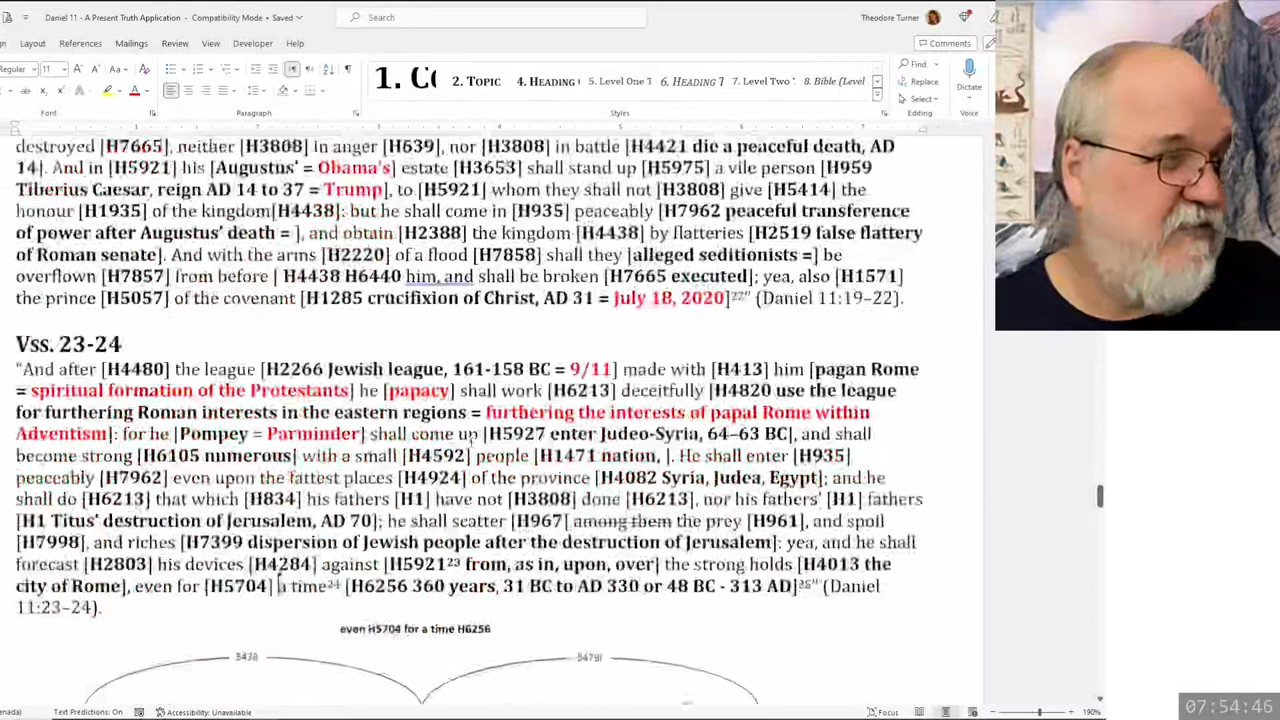 Daniel 11 - A Present Truth Application - Compatibility Mode • Saved
Search
Theodore Turner
Layout References Mailings Review View Developer Help
Comments
Regular 11
1. Co 2. TOPIC 4. HEADING 5. Level One T 6. HEADING 7 7. Level Two 8. Bible (Level
Find
Replace
Select
Dictate
Font Paragraph Styles Editing Voice
destroyed [H7665], neither [H3808] in anger [H639], nor [H3808] in battle [H4421 die a peaceful death, AD
14]. And in [H5921] his [Augustus' = Obama's] estate [H3653] shall stand up [H5975] a vile person [H959
Tiberius Caesar, reign AD 14 to 37 = Trump], to [H5921] whom they shall not [H3808] give [H5414] the
honour [H1935] of the kingdom[H4438]: but he shall come in [H935] peaceably [H7962 peaceful transference
of power after Augustus' death = ], and obtain [H2388] the kingdom [H4438] by flatteries [H2519 false flattery
of Roman senate]. And with the arms [H2220] of a flood [H7858] shall they [alleged seditionists =] be
overflown [H7857] from before [ H4438 H6440 him, and shall be broken [H7665 executed]; yea, also [H1571]
the prince [H5057] of the covenant [H1285 crucifixion of Christ, AD 31 = July 18, 2020]22" (Daniel 11:19–22).
Vss. 23-24
"And after [H4480] the league [H2266 Jewish league, 161-158 BC = 9/11] made with [H413] him [pagan Rome
= spiritual formation of the Protestants] he [papacy] shall work [H6213] deceitfully [H4820 use the league
for furthering Roman interests in the eastern regions = furthering the interests of papal Rome within
Adventism]: for he [Pompey = Parminder] shall come up [H5927 enter Judeo-Syria, 64–63 BC], and shall
become strong [H6105 numerous] with a small [H4592] people [H1471 nation, ]. He shall enter [H935]
peaceably [H7962] even upon the fattest places [H4924] of the province [H4082 Syria, Judea, Egypt]; and he
shall do [H6213] that which [H834] his fathers [H1] have not [H3808] done [H6213], nor his fathers' [H1] fathers
[H1 Titus' destruction of Jerusalem, AD 70]; he shall scatter [H967] among them the prey [H961], and spoil
[H7998], and riches [H7399 dispersion of Jewish people after the destruction of Jerusalem]: yea, and he shall
forecast [H2803] his devices [H4284] against [H592123 from, as in, upon, over] the strong holds [H4013 the
city of Rome], even for [H5704] a time24 [H6256 360 years, 31 BC to AD 330 or 48 BC - 313 AD]25" (Daniel
11:23–24).
even H5704 for a time H6256
Text Predictions: On Accessibility: Unavailable
Focus
190%
07:54:46